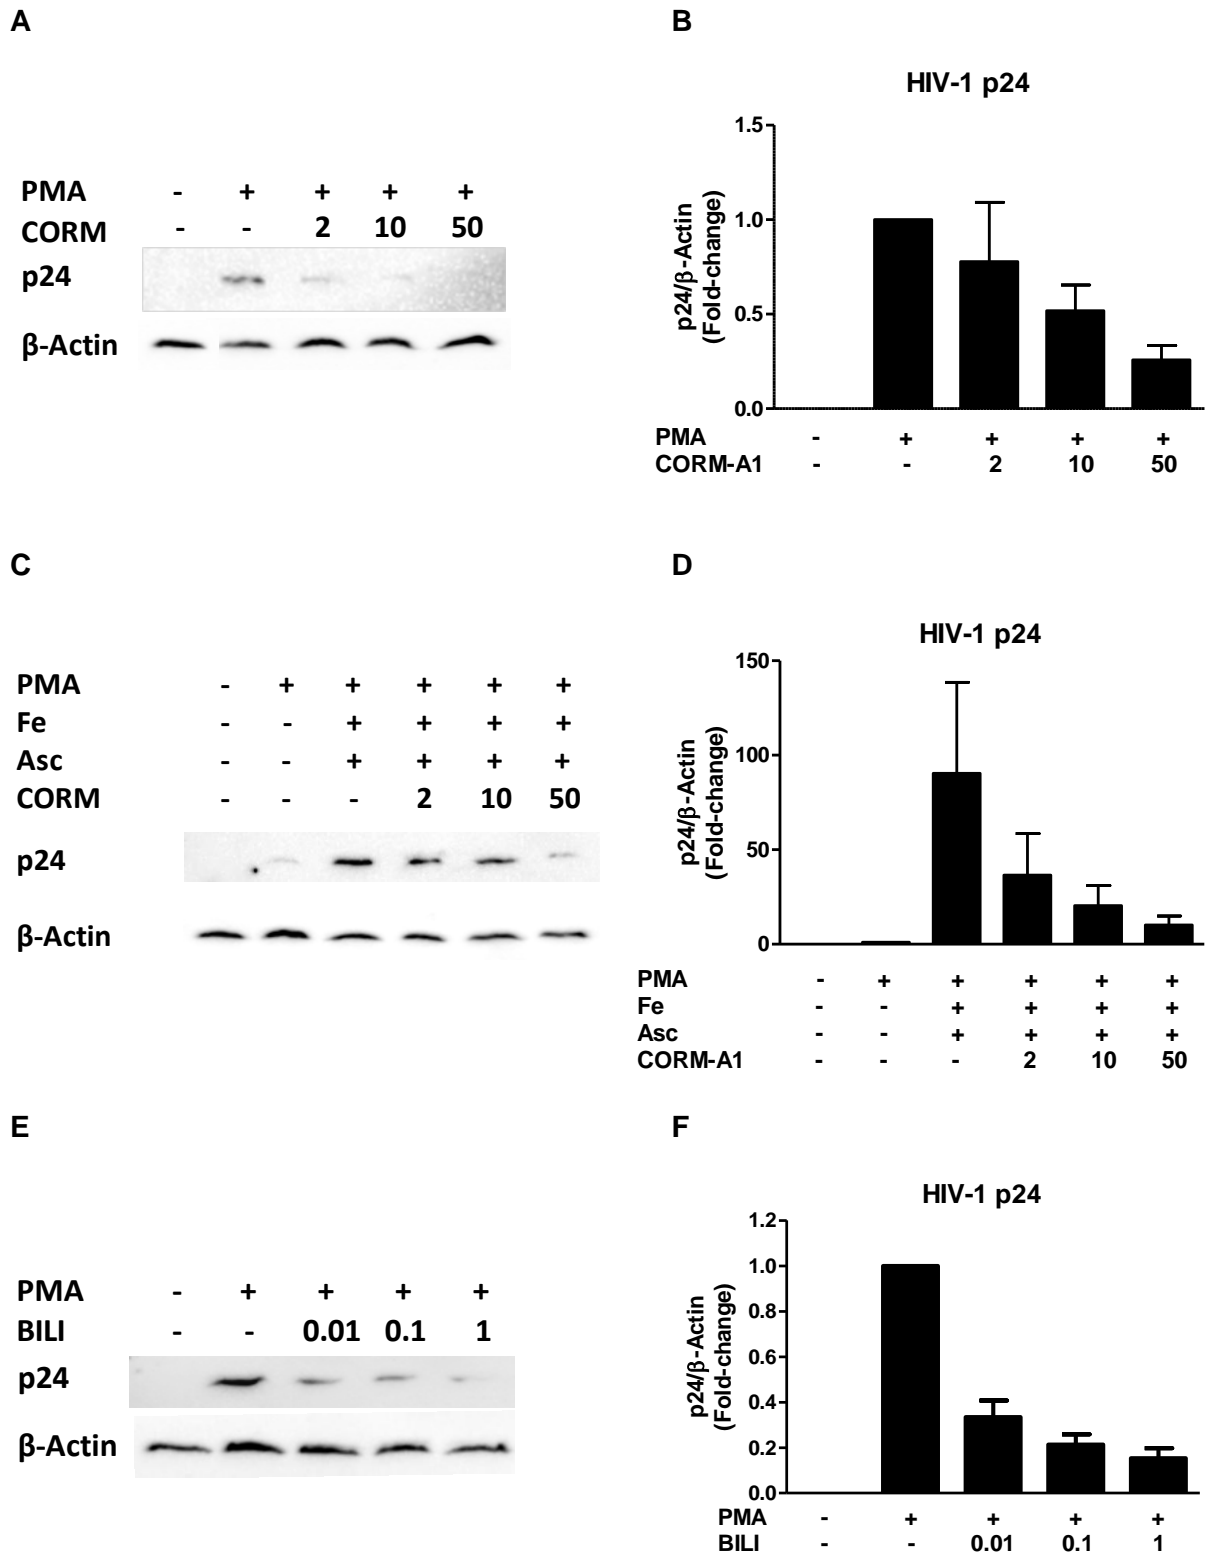 A
PMA - + + + +
CORM - - 2 10 50
p24
β-Actin
B
HIV-1 p24
p24/β-Actin
(Fold-change)
1.5
1.0
0.5
0.0
PMA - + + + +
CORM-A1 - - 2 10 50
C
PMA - + + + + +
Fe - - + + + +
Asc - - + + + +
CORM - - - 2 10 50
p24
β-Actin
D
HIV-1 p24
p24/β-Actin
(Fold-change)
150
100
50
0
PMA - + + + + +
Fe - - + + + +
Asc - - + + + +
CORM-A1 - - - 2 10 50
E
PMA - + + + +
BILI - - 0.01 0.1 1
p24
β-Actin
F
HIV-1 p24
p24/β-Actin
(Fold-change)
1.2
1.0
0.8
0.6
0.4
0.2
0.0
PMA - + + + +
BILI - - 0.01 0.1 1